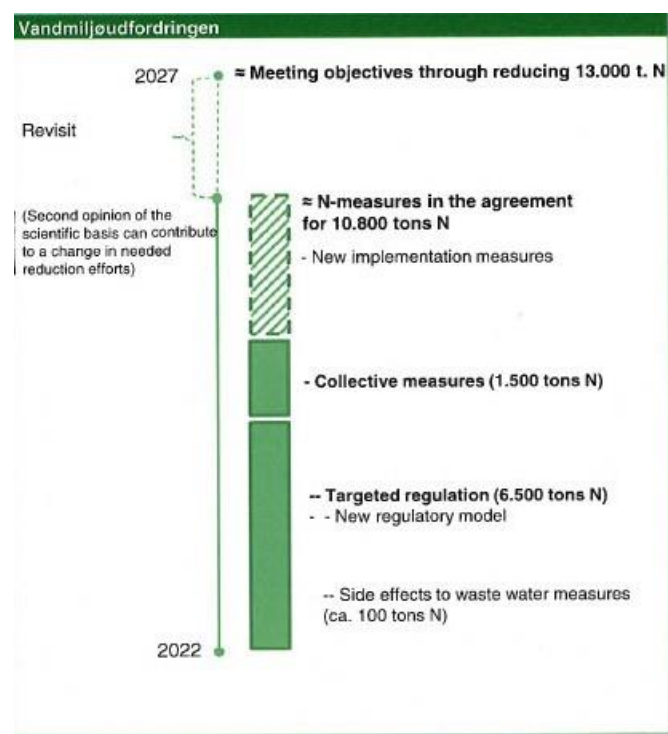 Vandmiljøudfordringen
2027
≈ Meeting objectives through reducing 13.000 t. N
Revisit
(Second opinion of the
scientific basis can contribute
to a change in needed
reduction efforts)
≈ N-measures in the agreement
for 10.800 tons N
- New implementation measures
- Collective measures (1.500 tons N)
-- Targeted regulation (6.500 tons N)
- - New regulatory model
-- Side effects to waste water measures
(ca. 100 tons N)
2022